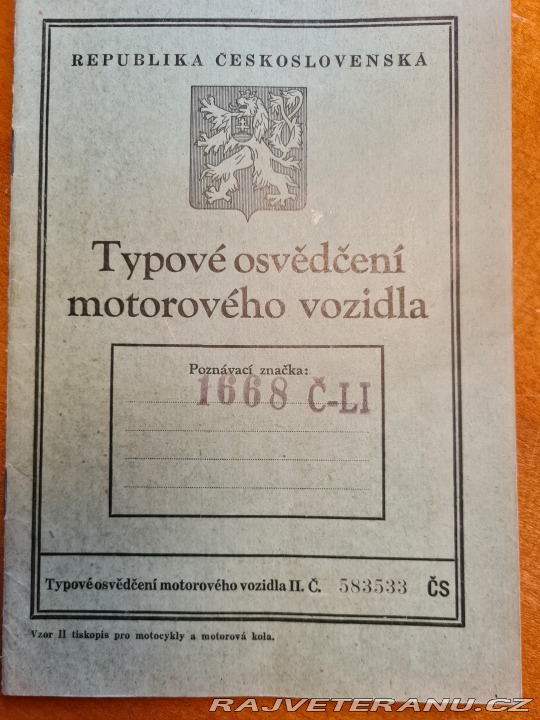 REPUBLIKA ČESKOSLOVENSKÁ
Typové osvědčení
motorového vozidla
Poznávací značka:
1668 Č-LI
Typové osvědčení motorového vozidla II. Č. 583533 ČS
Vzor II tiskopis pro motocykly a motorová kola.
RAJVETERANU.CZ